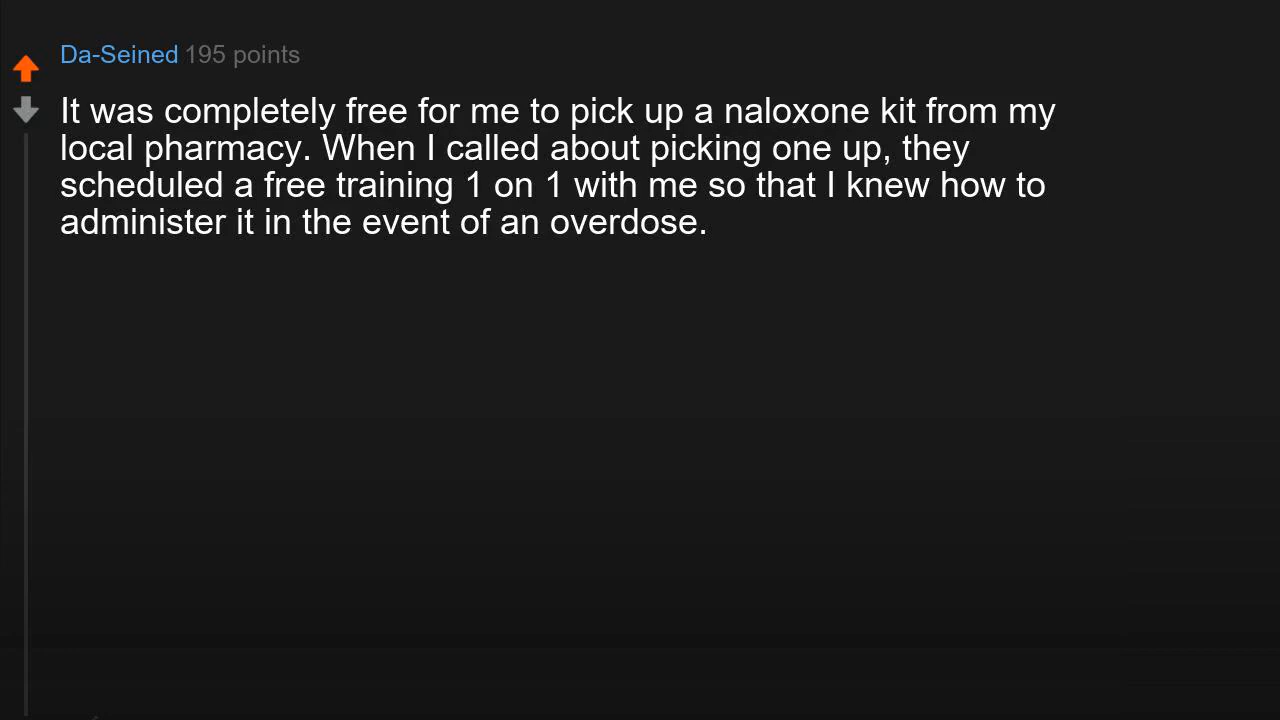 Da-Seined 195 points
It was completely free for me to pick up a naloxone kit from my
local pharmacy. When I called about picking one up, they
scheduled a free training 1 on 1 with me so that I knew how to
administer it in the event of an overdose.